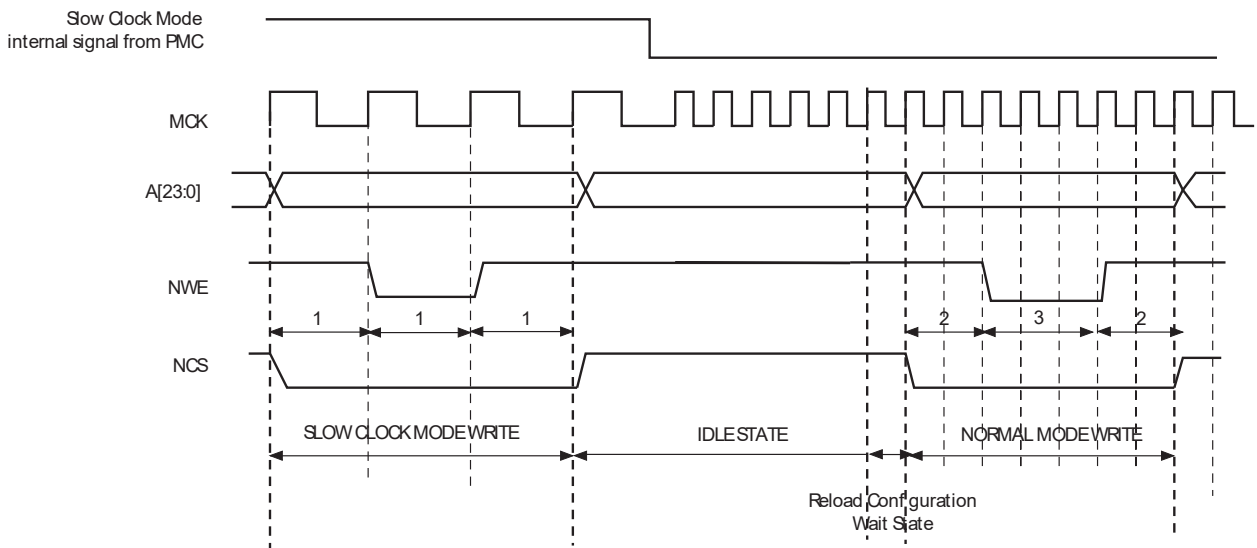 Slow Clock Mode
internal signal from PMC
MCK
A[23:0]
NWE
1 1 1 2 3 2
NCS
SLOW CLOCK MODE WRITE IDLE STATE NORMAL MODE WRITE
Reload Configuration
Wait State